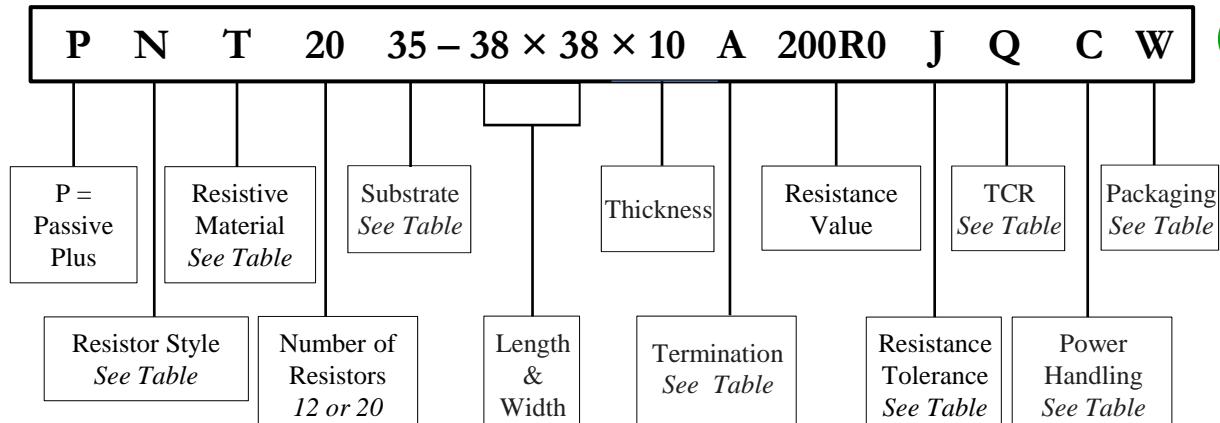 P N T 20 35 – 38 × 38 × 10 A 200R0 J Q C W
P =
Passive
Plus
Resistive
Material
See Table
Substrate
See Table
Thickness
Resistance
Value
TCR
See Table
Packaging
See Table
Resistor Style
See Table
Number of
Resistors
12 or 20
Length
&
Width
Termination
See Table
Resistance
Tolerance
See Table
Power
Handling
See Table